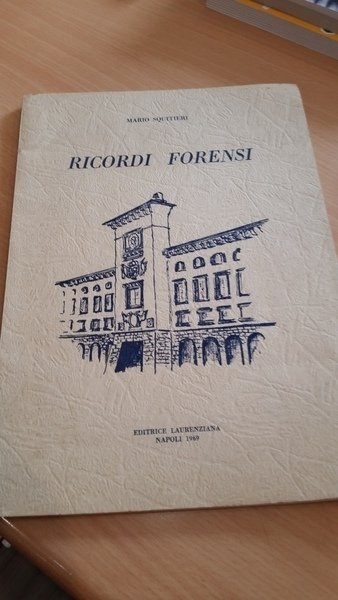 MARIO SQUITIERI
RICORDI FORENSI
EDITRICE LAURENZIANA
NAPOLI 1969